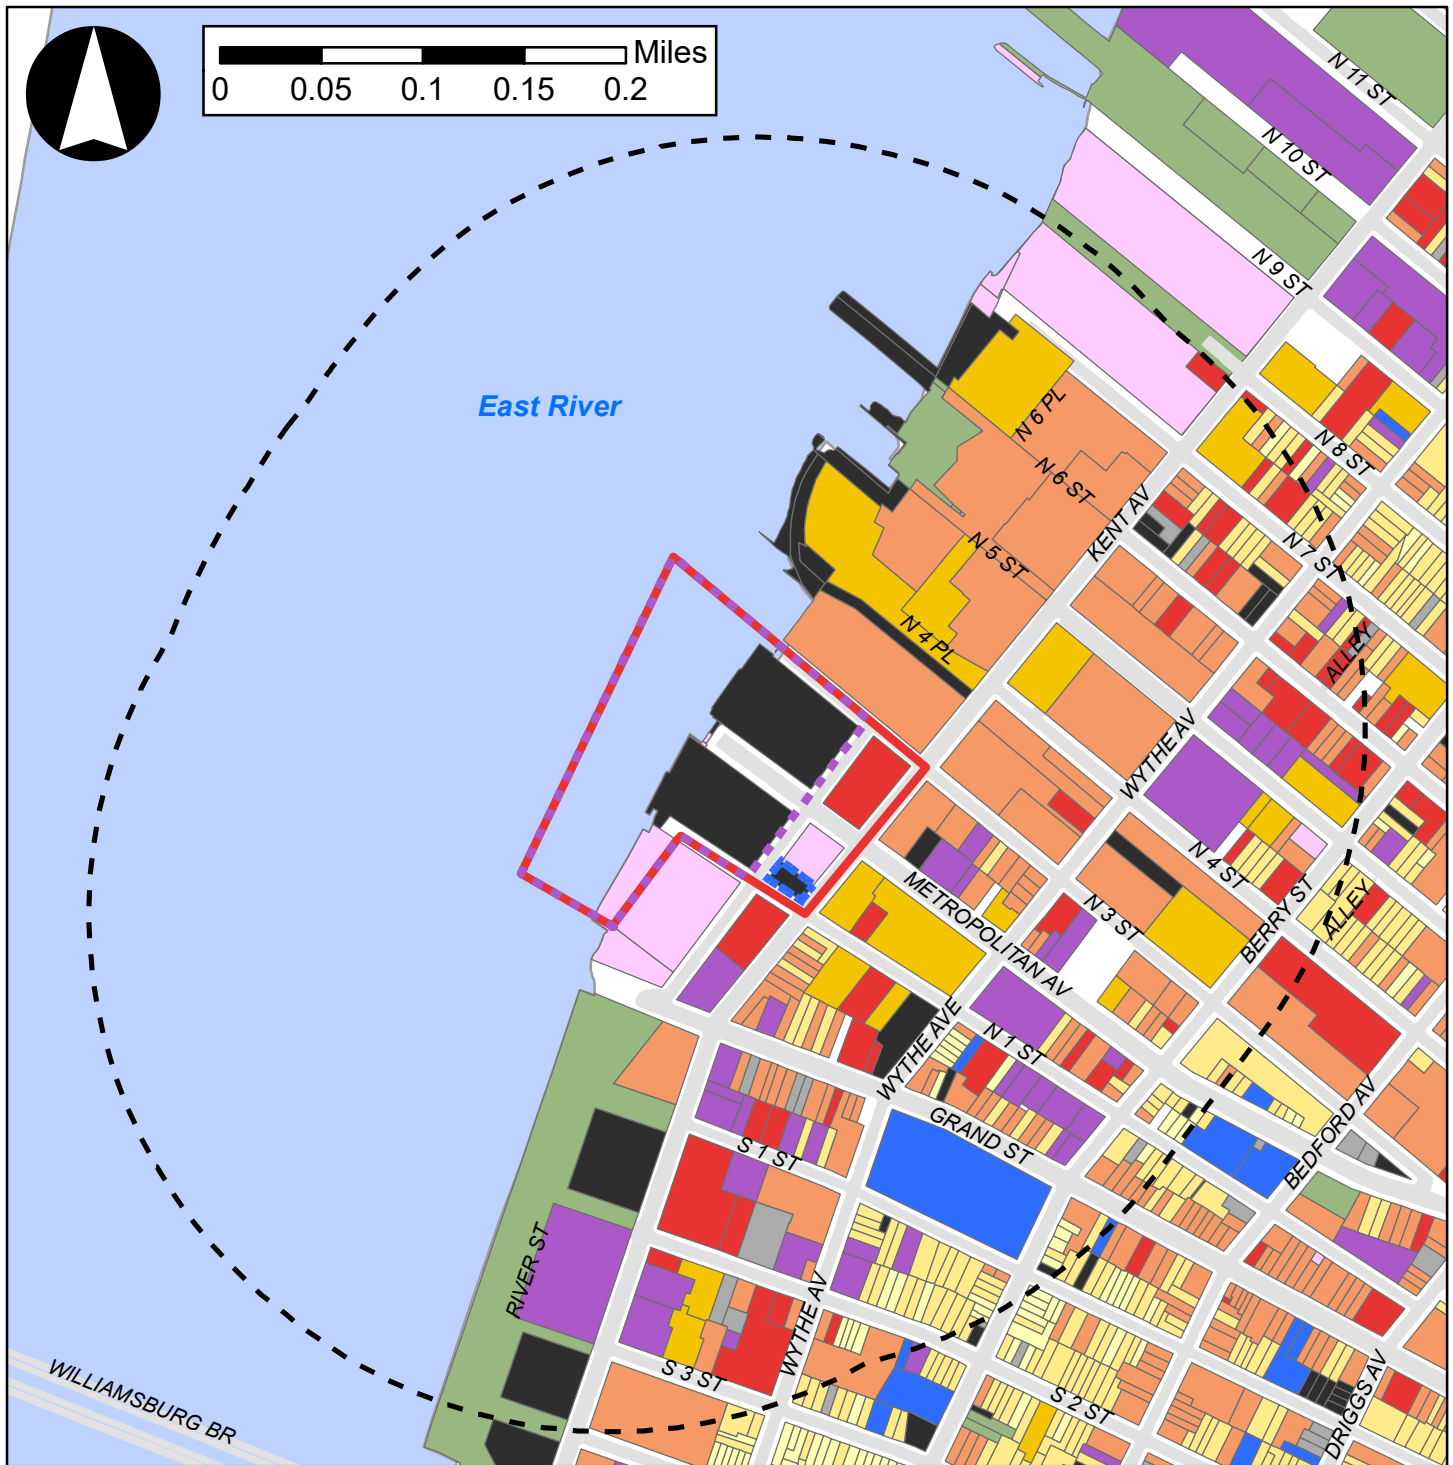 Miles
0 0.05 0.1 0.15 0.2
N 11 ST
N 10 ST
N 9 ST
East River
N 6 PL
N 8 ST
N 6 ST
KENT AV
N 7 ST
N 5 ST
N 4 PL
ALLEY
WYTHE AV
N 4 ST
METROPOLITAN AV
N 3 ST
BERRY ST
ALLEY
WYTHE AVE
N 1 ST
GRAND ST
BEDFORD AV
S 1 ST
RIVER ST
WYTHE AV
S 3 ST
S 2 ST
DRIGGS AV
WILLIAMSBURG BR